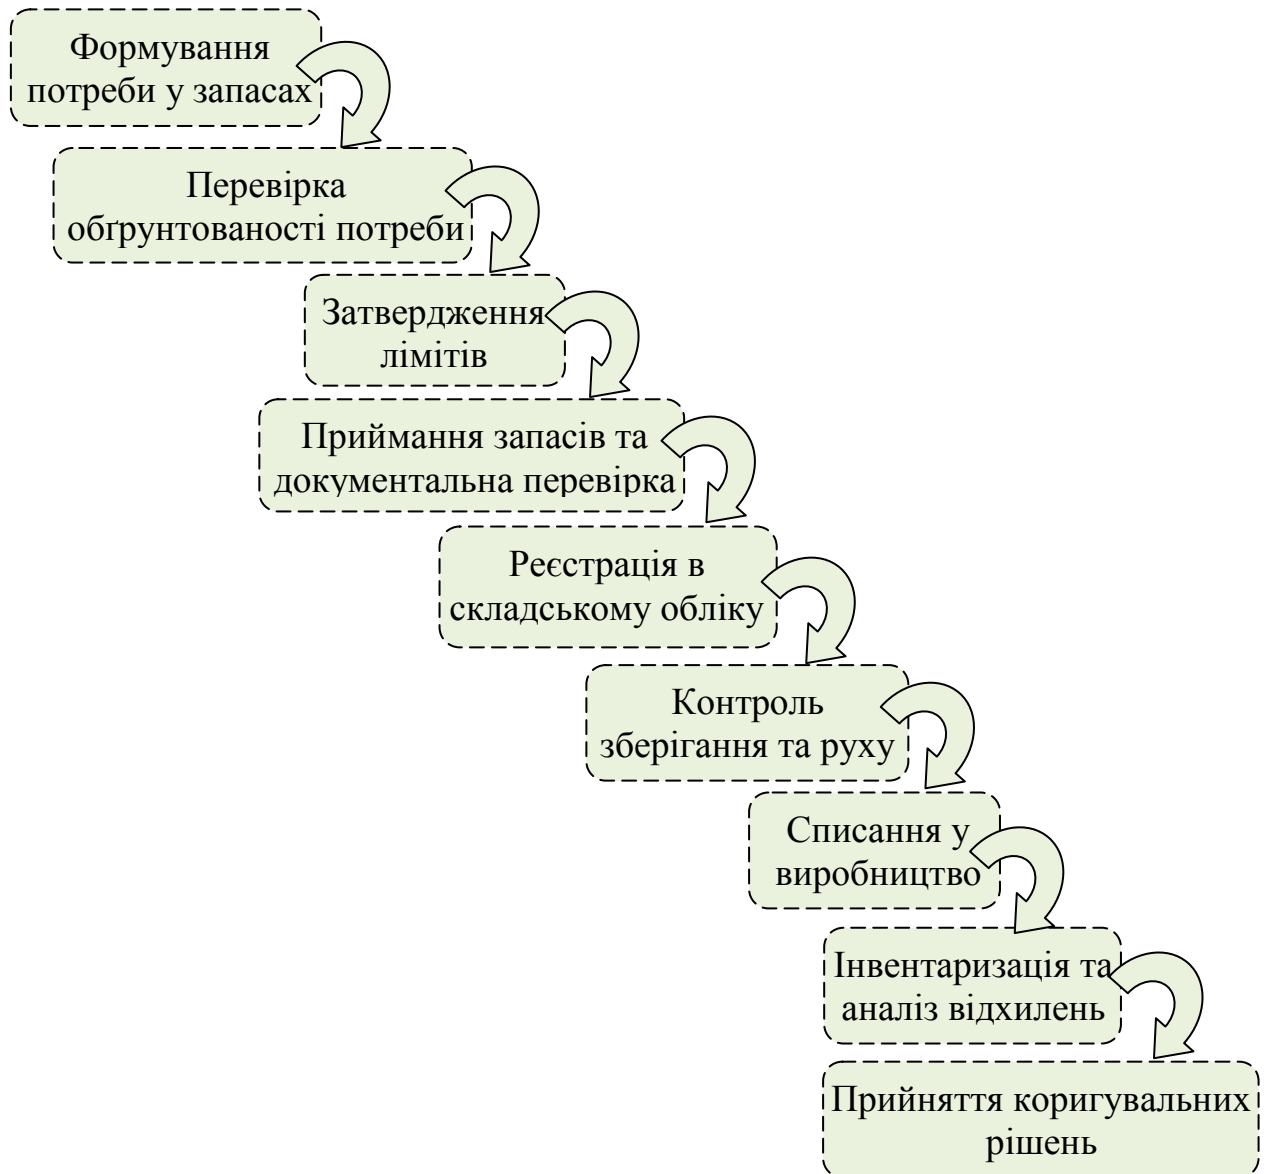 Формування
потреби у запасах
Перевірка
обґрунтованості потреби
Затвердження
лімітів
Приймання запасів та
документальна перевірка
Реєстрація в
складському обліку
Контроль
зберігання та руху
Списання у
виробництво
Інвентаризація та
аналіз відхилень
Прийняття коригувальних
рішень